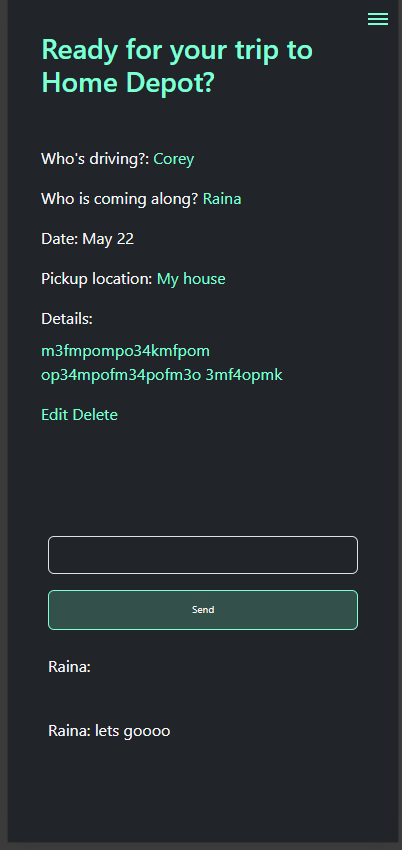 Ready for your trip to
Home Depot?
Who's driving?: Corey
Who is coming along? Raina
Date: May 22
Pickup location: My house
Details:
m3fmpompo34kmfpom
op34mpofm34pofm3o 3mf4opmk
Edit Delete
Send
Raina:
Raina: lets goooo